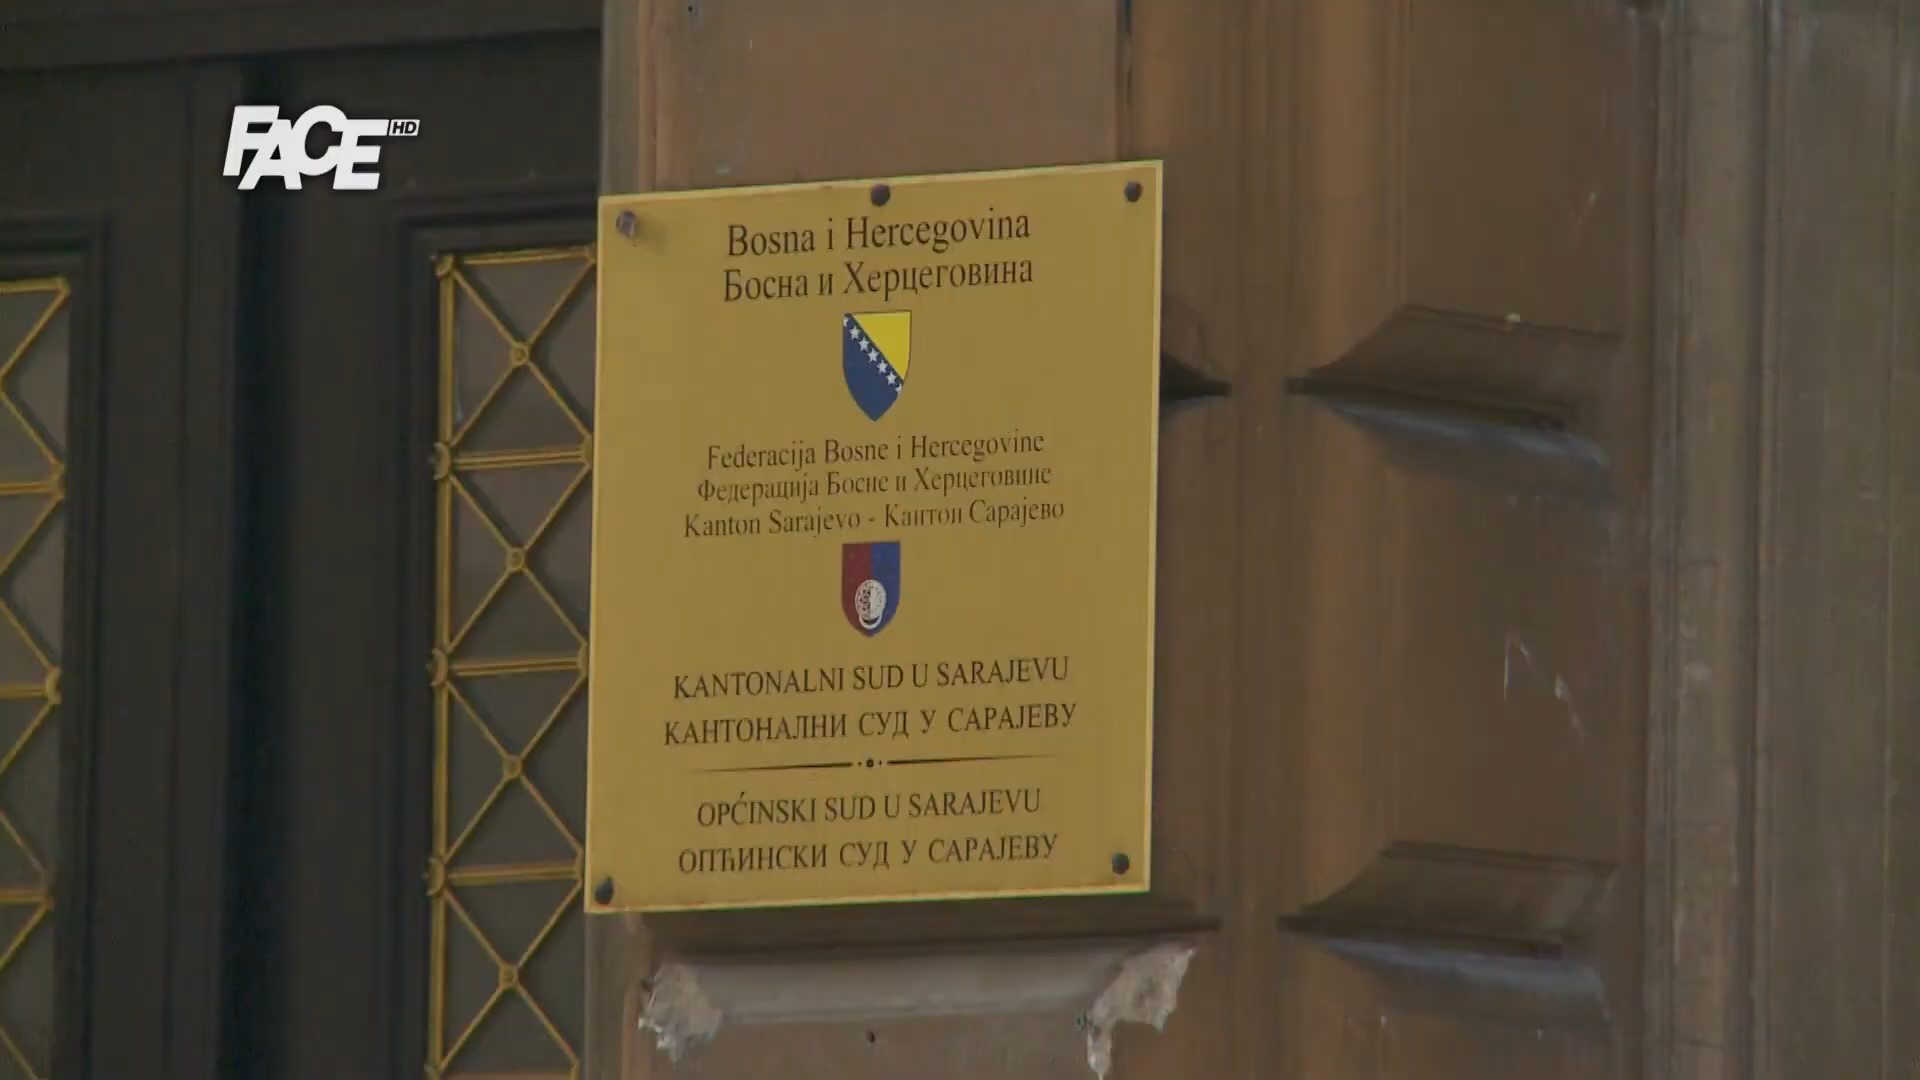 FACE HD
Bosna i Hercegovina
Босна и Херцеговина
Federacija Bosne i Hercegovine
Федерација Босне и Херцеговине
Kanton Sarajevo - Кантон Сарајево
KANTONALNI SUD U SARAJEVU
КАНТОНАЛНИ СУД У САРАЈЕВУ
OPĆINSKI SUD U SARAJEVU
ОПЋИНСКИ СУД У САРАЈЕВУ